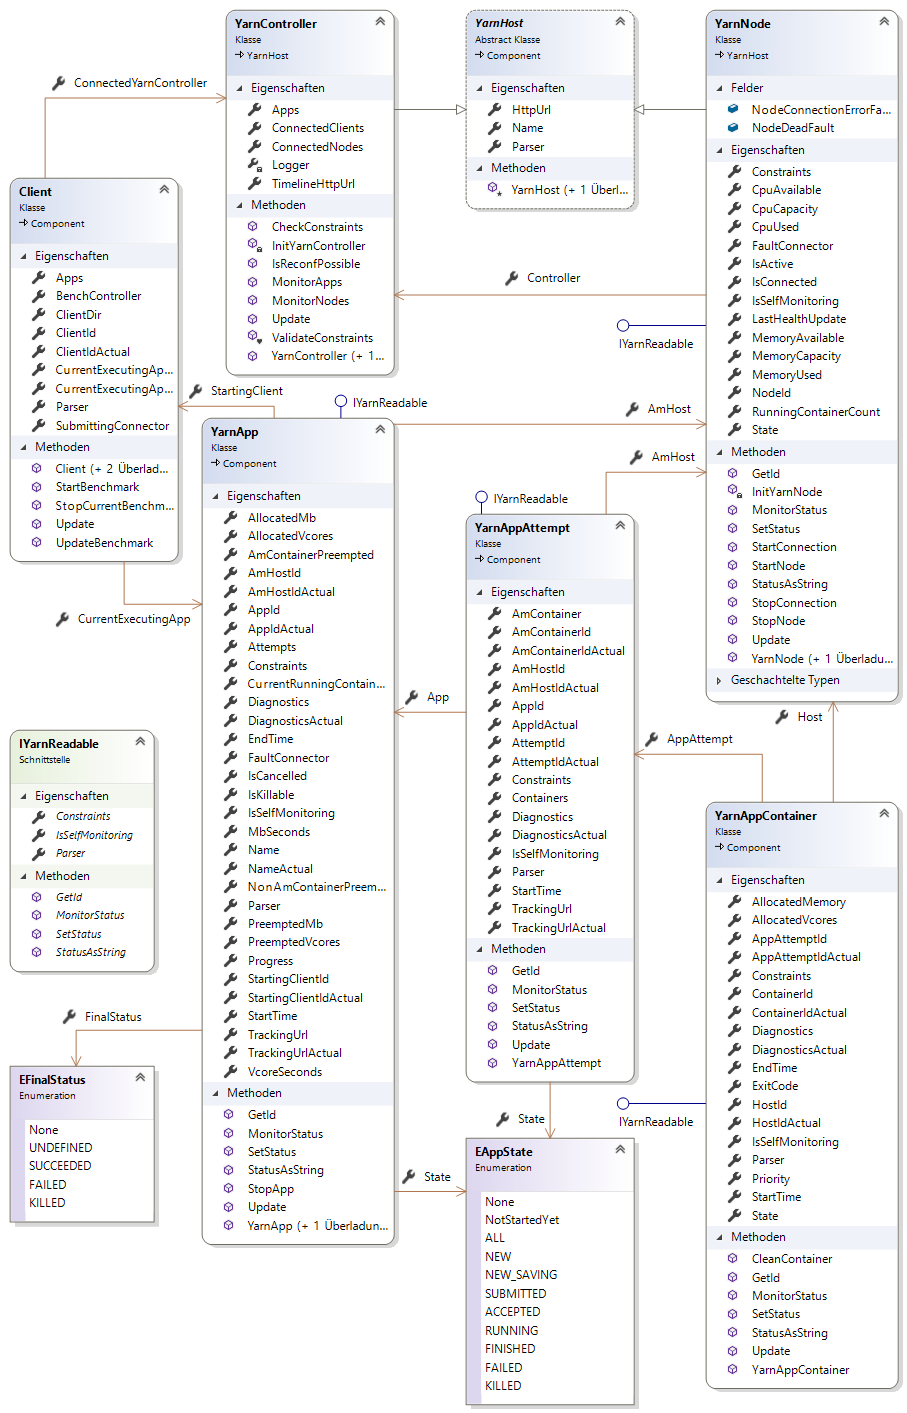 YarnController
Klasse
YarnHost
Eigenschaften
Apps
ConnectedClients
ConnectedNodes
Logger
TimelineHttpUrl
Methoden
CheckConstraints
InitYarnController
IsReconfPossible
MonitorApps
MonitorNodes
Update
ValidateConstraints
YarnController (+ 1...
YarnHost
Abstract Klasse
Component
Eigenschaften
HttpUrl
Name
Parser
Methoden
YarnHost (+ 1 Überl...
YarnNode
Klasse
YarnHost
Felder
NodeConnectionErrorFa...
NodeDeadFault
Eigenschaften
Constraints
CpuAvailable
CpuCapacity
CpuUsed
FaultConnector
IsActive
IsConnected
IsSelfMonitoring
LastHealthUpdate
MemoryAvailable
MemoryCapacity
MemoryUsed
NodeId
RunningContainerCount
State
Methoden
GetId
InitYarnNode
MonitorStatus
SetStatus
StartConnection
StartNode
StatusAsString
StopConnection
StopNode
Update
YarnNode (+ 1 Überladu...
Geschachtelte Typen
ConnectedYarnController
Controller
IYarnReadable
Client
Klasse
Component
Eigenschaften
Apps
BenchController
ClientDir
ClientId
ClientIdActual
CurrentExecutingAp...
CurrentExecutingAp...
Parser
SubmittingConnector
Methoden
Client (+ 2 Überlad...
StartBenchmark
StopCurrentBenchm...
Update
UpdateBenchmark
StartingClient
IYarnReadable
AmHost
AmHost
CurrentExecutingApp
YarnApp
Klasse
Component
Eigenschaften
AllocatedMb
AllocatedVcores
AmContainerPreempted
AmHostId
AmHostIdActual
AppId
AppIdActual
Attempts
Constraints
CurrentRunningContain...
Diagnostics
DiagnosticsActual
EndTime
FaultConnector
IsCancelled
IsKillable
IsSelfMonitoring
MbSeconds
Name
NameActual
NonAmContainerPreem...
Parser
PreemptedMb
PreemptedVcores
Progress
StartingClientId
StartingClientIdActual
StartTime
TrackingUrl
TrackingUrlActual
VcoreSeconds
Methoden
GetId
MonitorStatus
SetStatus
StatusAsString
StopApp
Update
YarnApp (+ 1 Überladun...
IYarnReadable
YarnAppAttempt
Klasse
Component
Eigenschaften
AmContainer
AmContainerId
AmContainerIdActual
AmHostId
AmHostIdActual
AppId
AppIdActual
AttemptId
AttemptIdActual
Constraints
Containers
Diagnostics
DiagnosticsActual
IsSelfMonitoring
Parser
StartTime
TrackingUrl
TrackingUrlActual
Methoden
GetId
MonitorStatus
SetStatus
StatusAsString
Update
YarnAppAttempt
App
AppAttempt
Host
IYarnReadable
Schnittstelle
Eigenschaften
Constraints
IsSelfMonitoring
Parser
Methoden
GetId
MonitorStatus
SetStatus
StatusAsString
FinalStatus
EFinalStatus
Enumeration
None
UNDEFINED
SUCCEEDED
FAILED
KILLED
State
State
EAppState
Enumeration
None
NotStartedYet
ALL
NEW
NEW_SAVING
SUBMITTED
ACCEPTED
RUNNING
FINISHED
FAILED
KILLED
IYarnReadable
YarnAppContainer
Klasse
Component
Eigenschaften
AllocatedMemory
AllocatedVcores
AppAttemptId
AppAttemptIdActual
Constraints
ContainerId
ContainerIdActual
Diagnostics
DiagnosticsActual
EndTime
ExitCode
HostId
HostIdActual
IsSelfMonitoring
Parser
Priority
StartTime
State
Methoden
CleanContainer
GetId
MonitorStatus
SetStatus
StatusAsString
Update
YarnAppContainer